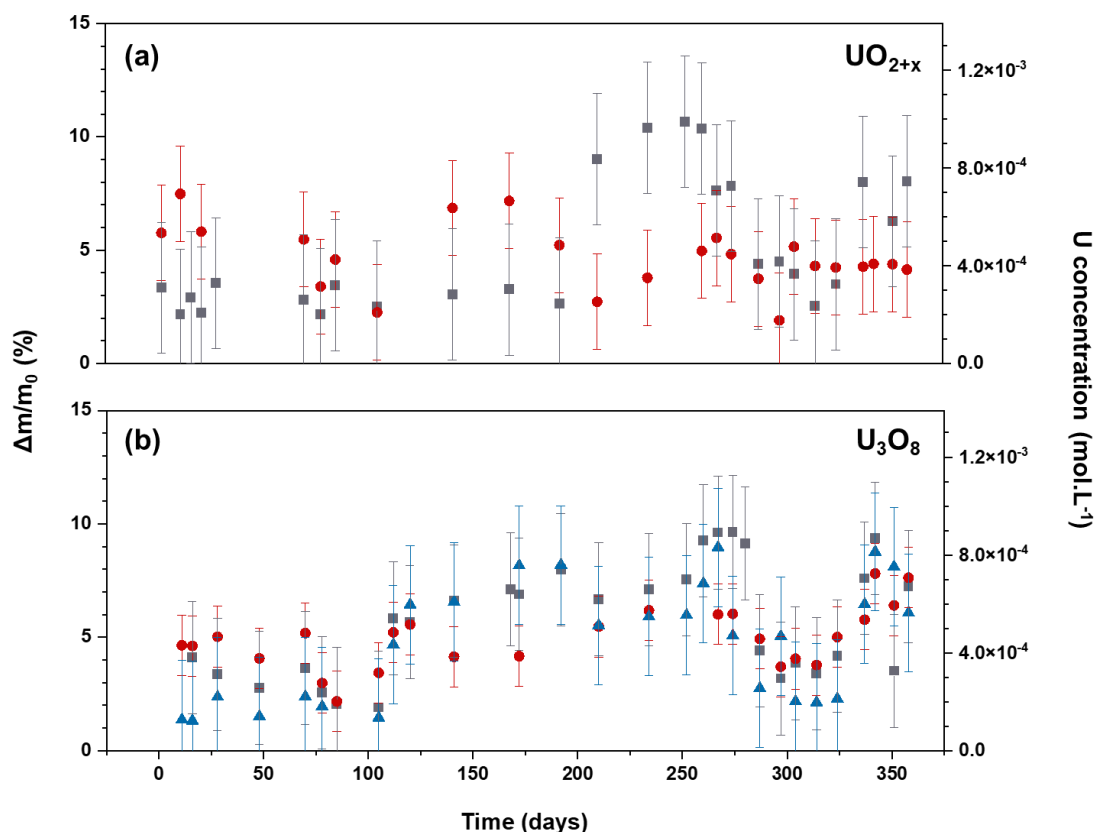 (a)
UO₂₊ₓ
15
10
5
0
1.2×10⁻³
8.0×10⁻⁴
4.0×10⁻⁴
0.0
Δm/m₀ (%)
U concentration (mol.L⁻¹)
(b)
U₃O₈
15
10
5
0
1.2×10⁻³
8.0×10⁻⁴
4.0×10⁻⁴
0.0
0 50 100 150 200 250 300 350
Time (days)